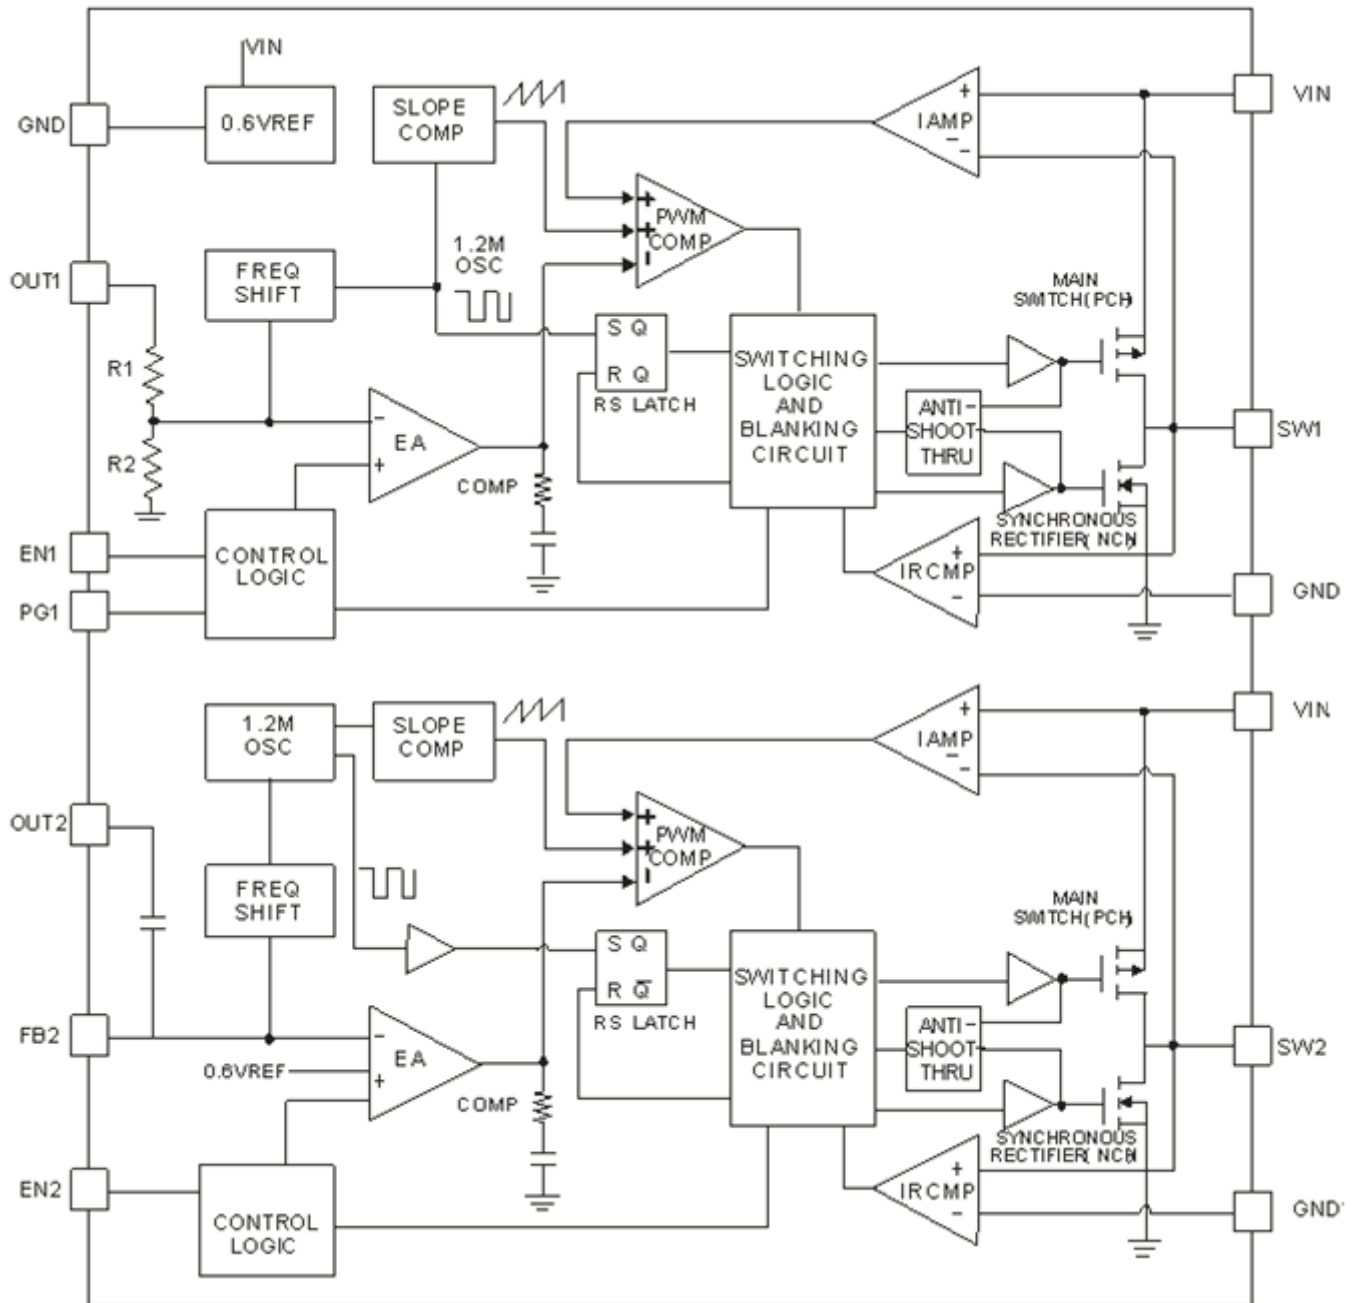 VIN
GND
0.6VREF
SLOPE
COMP
+
IAMP
-
-
VIN
+
+
-
PWM
COMP
OUT1
FREQ
SHIFT
1.2M
OSC
MAIN
SWITCH(PCH)
R1
S Q
R Q
RS LATCH
SWITCHING
LOGIC
AND
BLANKING
CIRCUIT
ANTI-
SHOOT-
THRU
SW1
R2
-
EA
+
COMP
SYNCHRONOUS
RECTIFIER(NCH)
EN1
CONTROL
LOGIC
+
IRCMP
-
PG1
GND
1.2M
OSC
SLOPE
COMP
+
IAMP
-
-
VIN
OUT2
+
+
-
PWM
COMP
FREQ
SHIFT
MAIN
SWITCH(PCH)
S Q
R Q̅
RS LATCH
SWITCHING
LOGIC
AND
BLANKING
CIRCUIT
ANTI-
SHOOT-
THRU
FB2
SW2
0.6VREF
-
EA
+
COMP
SYNCHRONOUS
RECTIFIER(NCH)
EN2
CONTROL
LOGIC
+
IRCMP
-
GND